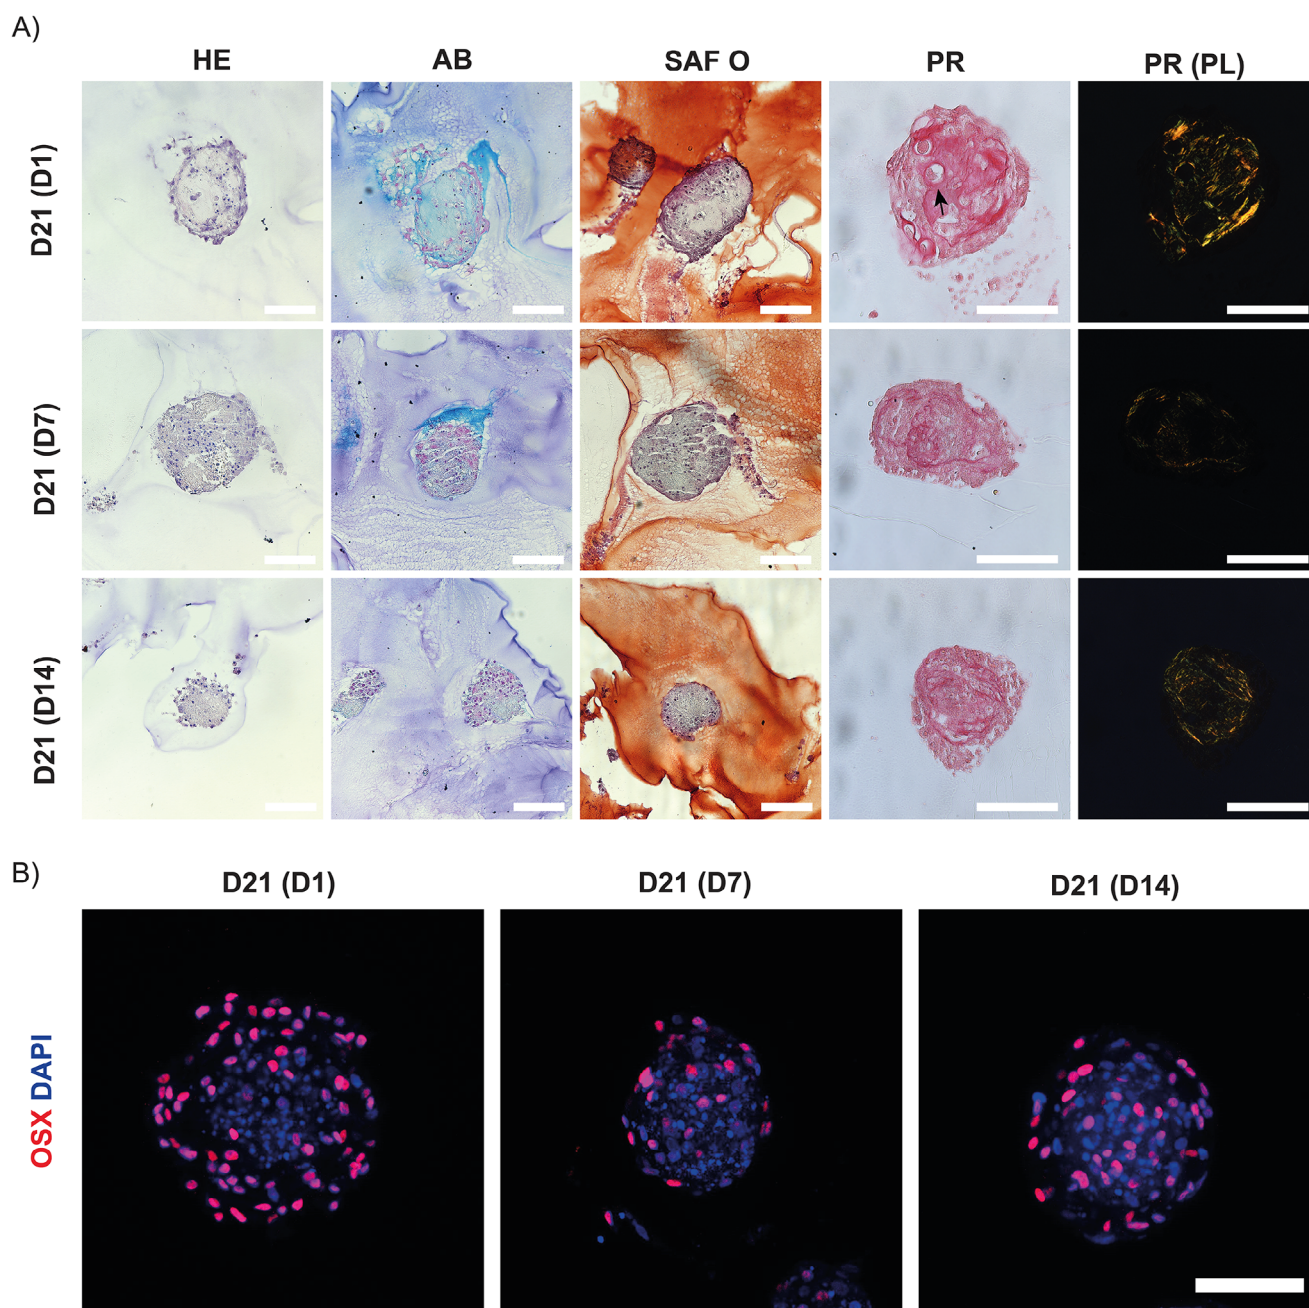 A)
HE AB SAF O PR PR (PL)
D21 (D1)
D21 (D7)
D21 (D14)
B)
D21 (D1) D21 (D7) D21 (D14)
OSX DAPI